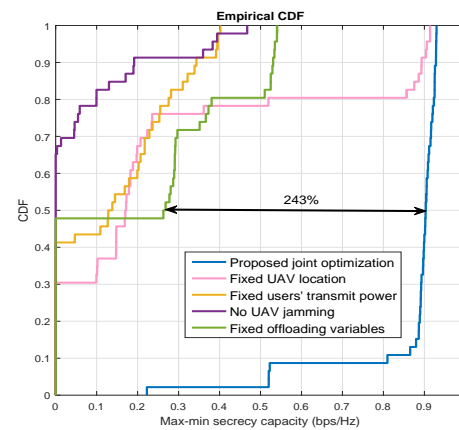 Empirical CDF
1
0.9
0.8
0.7
0.6
0.5
0.4
0.3
0.2
0.1
0
CDF
243%
Proposed joint optimization
Fixed UAV location
Fixed users' transmit power
No UAV jamming
Fixed offloading variables
0 0.1 0.2 0.3 0.4 0.5 0.6 0.7 0.8 0.9
Max-min secrecy capacity (bps/Hz)